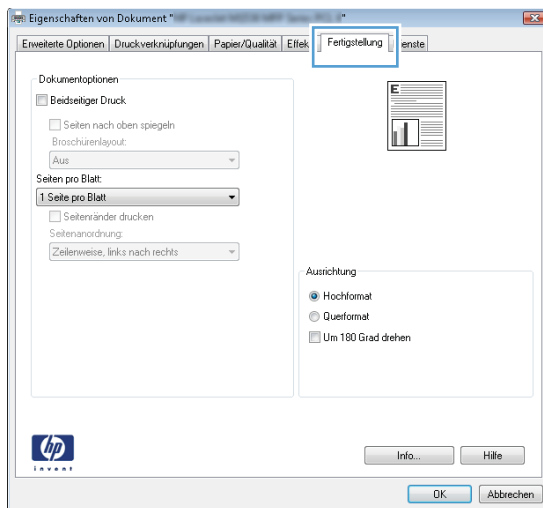 Eigenschaften von Dokument "
Erweiterte Optionen Druckverknüpfungen Papier/Qualität Effek Fertigstellung enste
Dokumentoptionen
Beidseitiger Druck
Seiten nach oben spiegeln
Broschürenlayout:
Aus
Seiten pro Blatt:
1 Seite pro Blatt
Seitenränder drucken
Seitenanordnung:
Zeilenweise, links nach rechts
E
Ausrichtung
Hochformat
Querformat
Um 180 Grad drehen
hp
invent
Info... Hilfe
OK Abbrechen